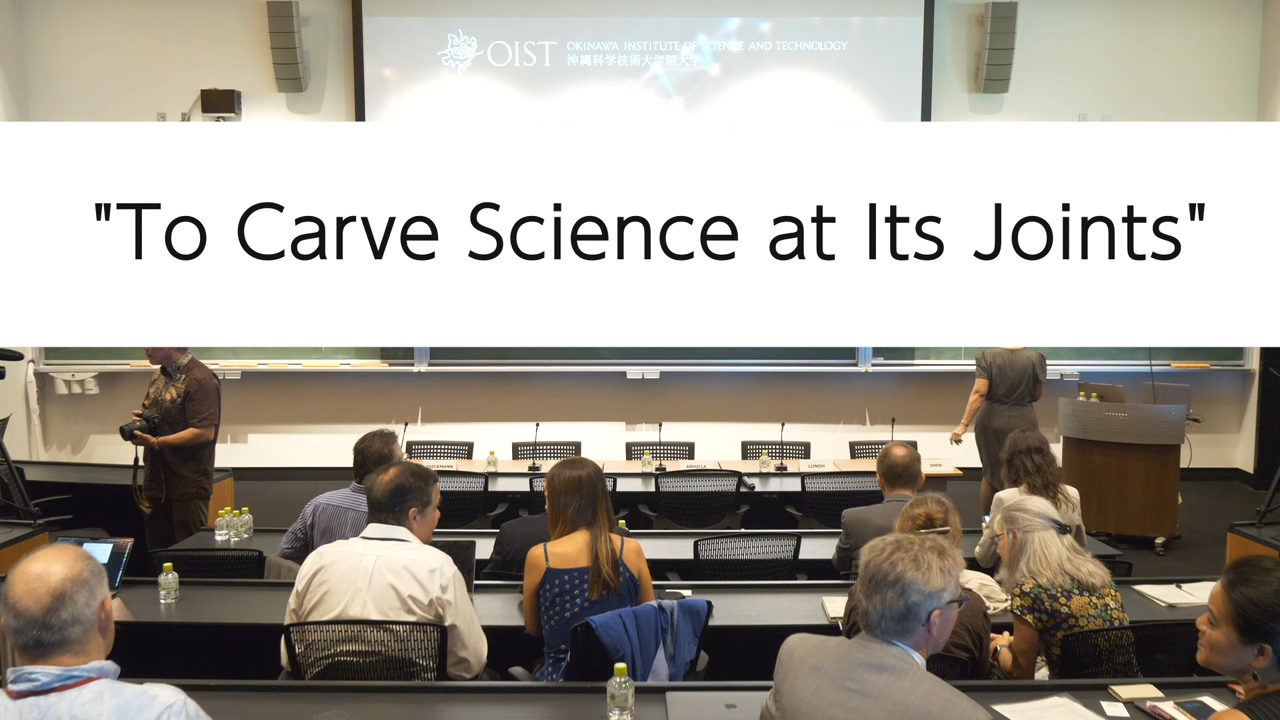 OIST OKINAWA INSTITUTE OF SCIENCE AND TECHNOLOGY
沖縄科学技術大学院大学
"To Carve Science at Its Joints"
ABDULLA LUNDH SHEN